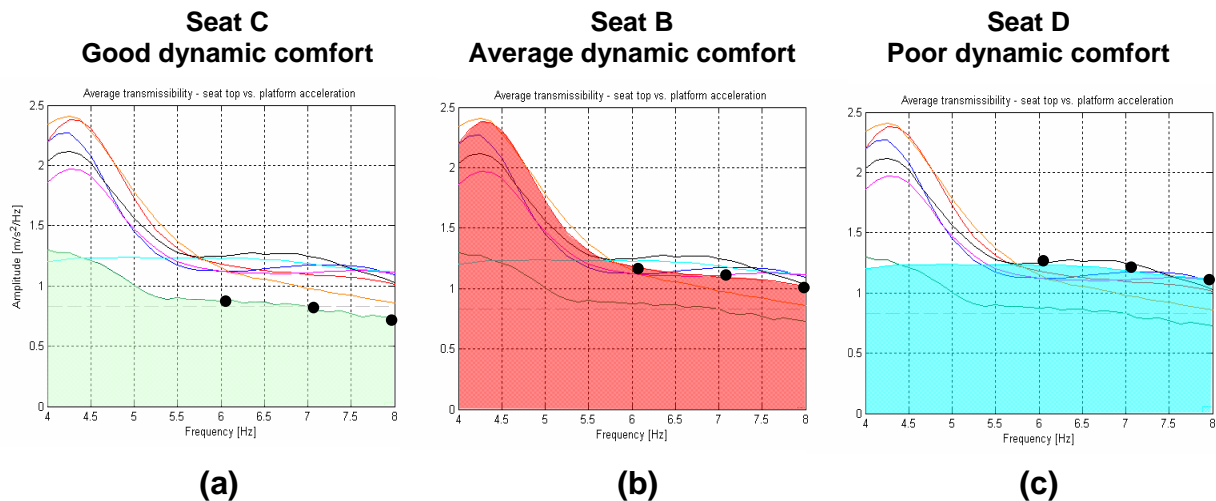 Seat C
Good dynamic comfort
Seat B
Average dynamic comfort
Seat D
Poor dynamic comfort
Average transmissibility - seat top vs. platform acceleration
2.5
2
1.5
1
0.5
0
Amplitude [m/s²/Hz]
4 4.5 5 5.5 6 6.5 7 7.5 8
Frequency [Hz]
(a)
Average transmissibility - seat top vs. platform acceleration
2.5
2
1.5
1
0.5
0
4 4.5 5 5.5 6 6.5 7 7.5 8
Frequency [Hz]
(b)
Average transmissibility - seat top vs. platform acceleration
2.5
2
1.5
1
0.5
0
4 4.5 5 5.5 6 6.5 7 7.5 8
Frequency [Hz]
(c)